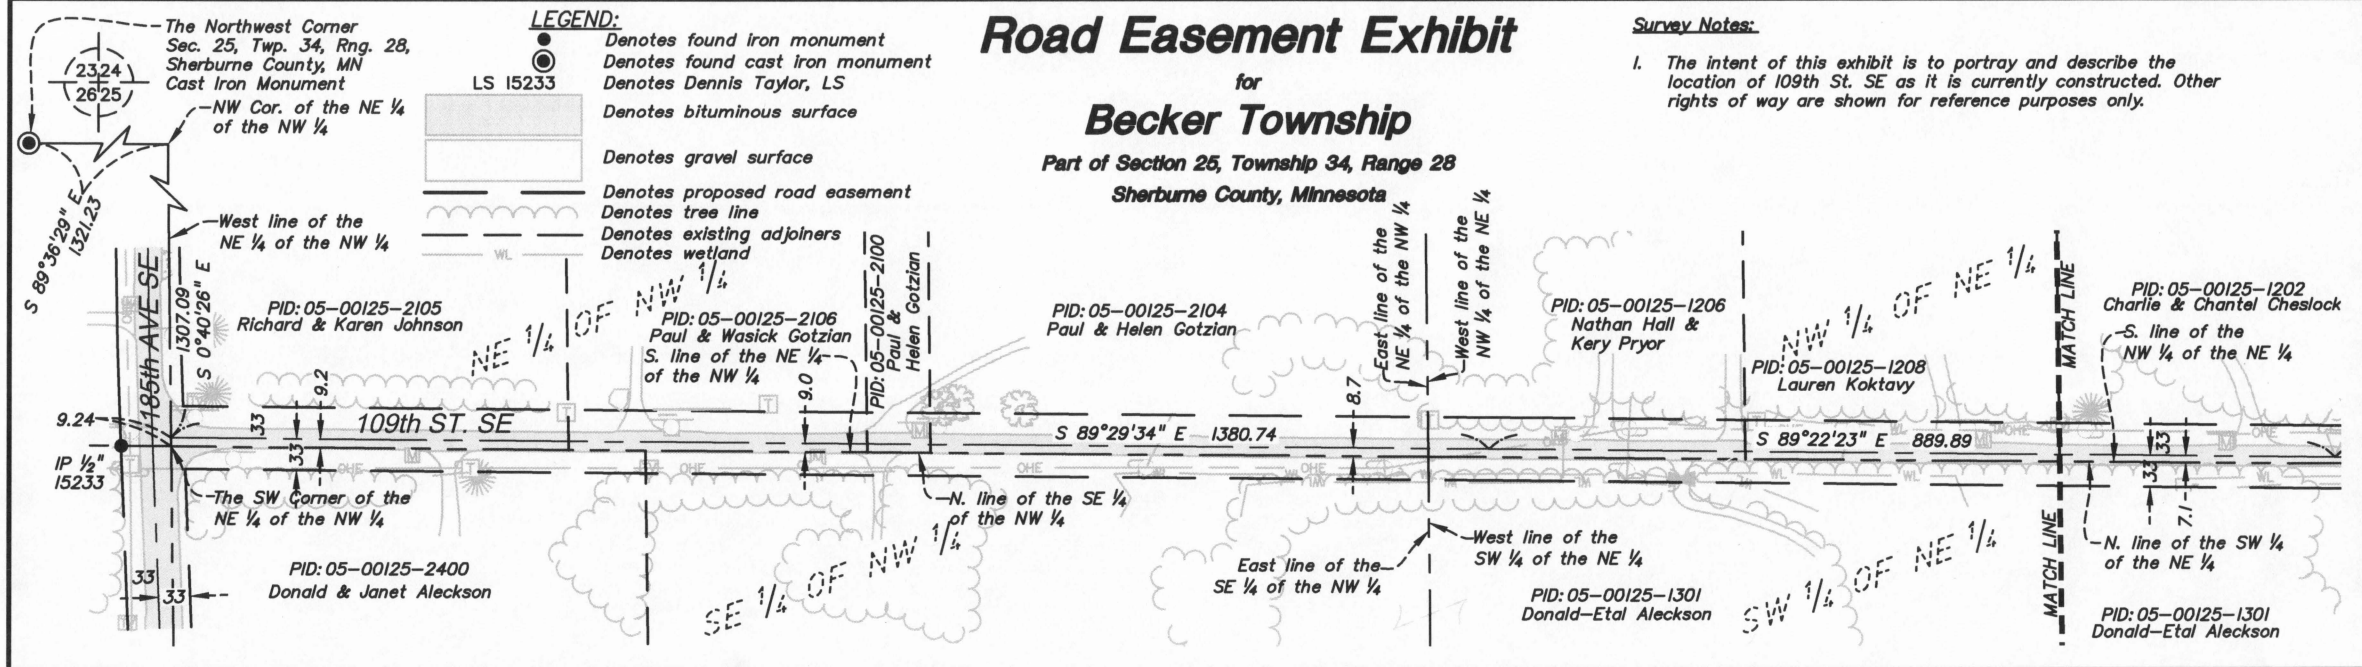 The Northwest Corner
Sec. 25, Twp. 34, Rng. 28,
Sherburne County, MN
Cast Iron Monument
23 24
26 25
NW Cor. of the NE ¼
of the NW ¼
S 89°36'29" E
1321.23
West line of the
NE ¼ of the NW ¼
LEGEND:
Denotes found iron monument
Denotes found cast iron monument
LS 15233 Denotes Dennis Taylor, LS
Denotes bituminous surface
Denotes gravel surface
Denotes proposed road easement
Denotes tree line
Denotes existing adjoiners
WL Denotes wetland
Road Easement Exhibit
for
Becker Township
Part of Section 25, Township 34, Range 28
Sherburne County, Minnesota
Survey Notes:
1. The intent of this exhibit is to portray and describe the
location of 109th St. SE as it is currently constructed. Other
rights of way are shown for reference purposes only.
185th AVE SE
1307.09
S 0°40'26" E
PID: 05-00125-2105
Richard & Karen Johnson
NE ¼ OF NW ¼
PID: 05-00125-2106
Paul & Wasick Gotzian
S. line of the NE ¼
of the NW ¼
PID: 05-00125-2100
Paul &
Helen Gotzian
PID: 05-00125-2104
Paul & Helen Gotzian
East line of the
NE ¼ of the NW ¼
West line of the
NW ¼ of the NE ¼
PID: 05-00125-1206
Nathan Hall &
Kery Pryor
NW ¼ OF NE ¼
PID: 05-00125-1208
Lauren Koktavy
MATCH LINE
PID: 05-00125-1202
Charlie & Chantel Cheslock
S. line of the
NW ¼ of the NE ¼
9.24
33
9.2
109th ST. SE
9.0
8.7
S 89°29'34" E 1380.74
S 89°22'23" E 889.89
33
33
33
7.1
OHE
OHE
OHE
OHE
WL
WL
WL
IP ½"
15233
The SW Corner of the
NE ¼ of the NW ¼
N. line of the SE ¼
of the NW ¼
33
33
PID: 05-00125-2400
Donald & Janet Aleckson
SE ¼ OF NW ¼
East line of the
SE ¼ of the NW ¼
West line of the
SW ¼ of the NE ¼
PID: 05-00125-1301
Donald-Etal Aleckson
SW ¼ OF NE ¼
MATCH LINE
N. line of the SW ¼
of the NE ¼
PID: 05-00125-1301
Donald-Etal Aleckson